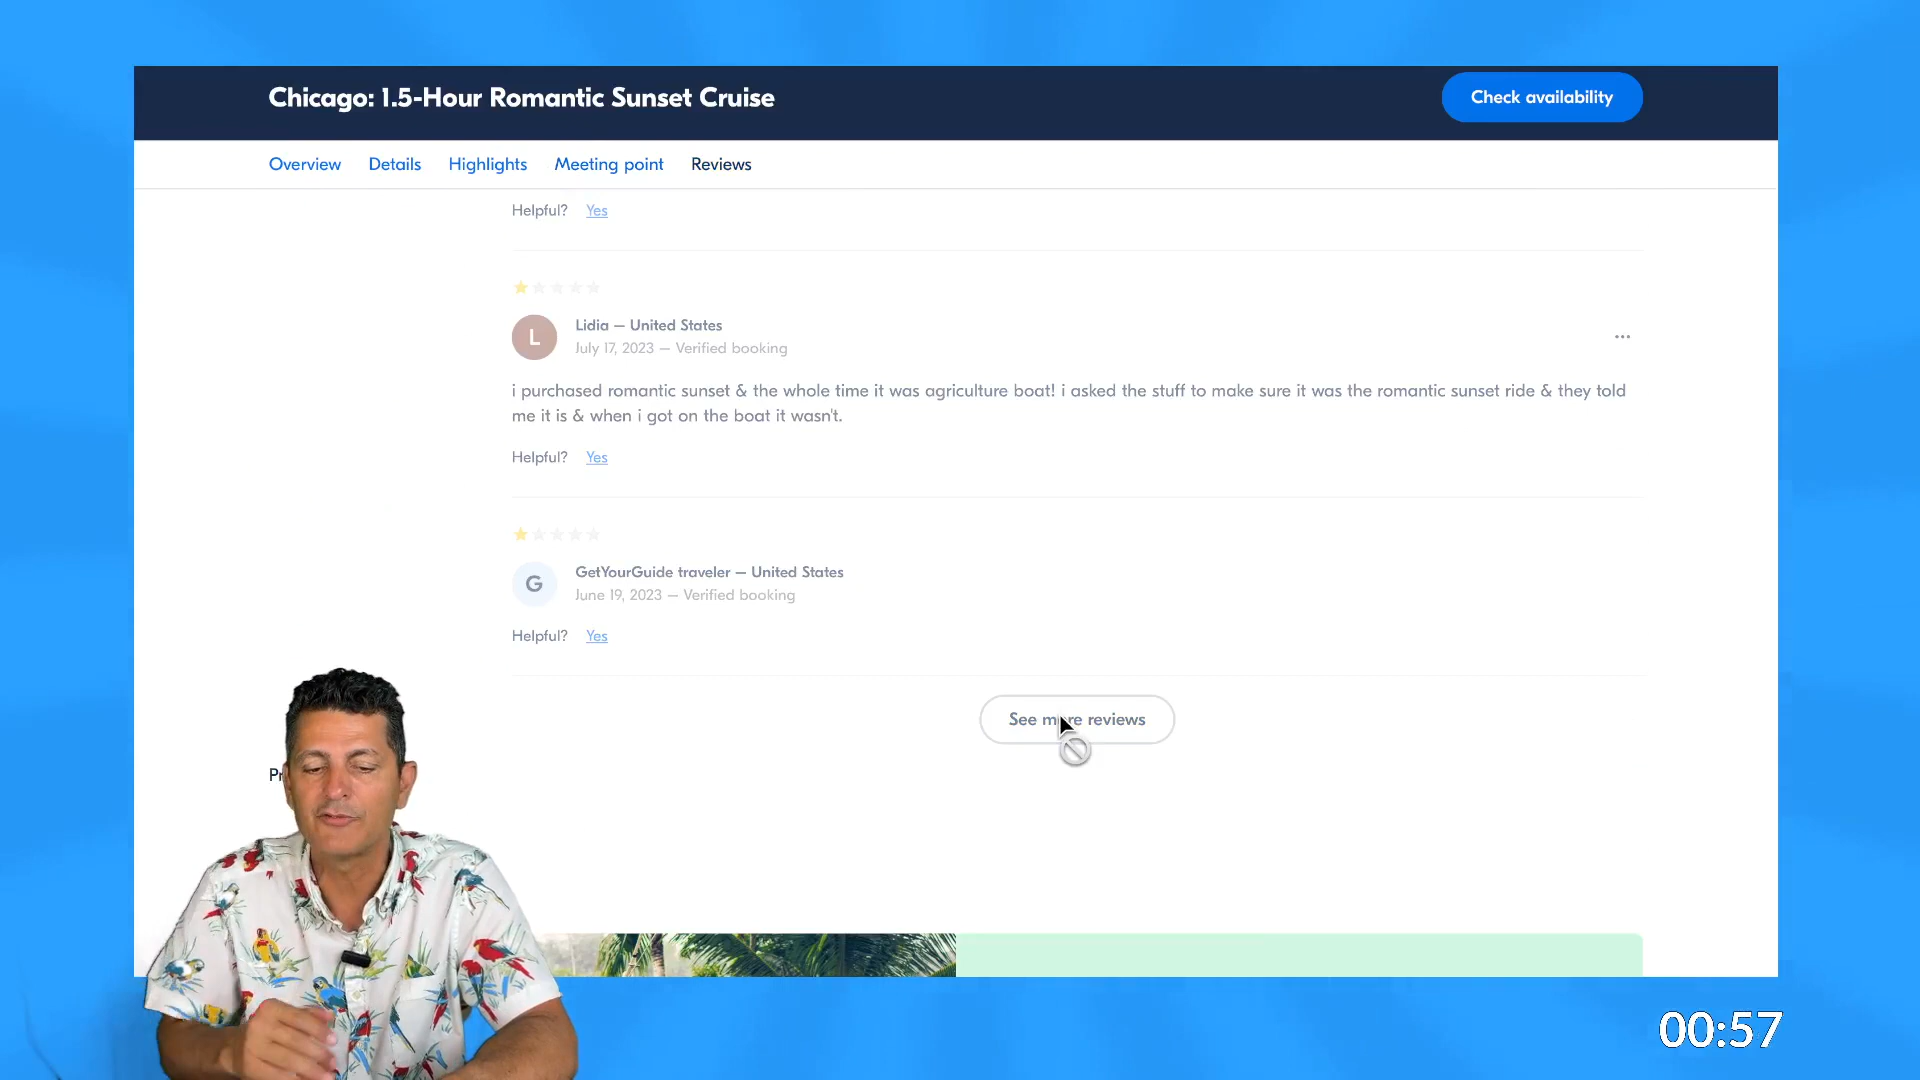 Chicago: 1.5-Hour Romantic Sunset Cruise
Check availability
Overview Details Highlights Meeting point Reviews
Helpful? Yes
L
Lidia – United States
July 17, 2023 – Verified booking
i purchased romantic sunset & the whole time it was agriculture boat! i asked the stuff to make sure it was the romantic sunset ride & they told
me it is & when i got on the boat it wasn't.
Helpful? Yes
G
GetYourGuide traveler – United States
June 19, 2023 – Verified booking
Helpful? Yes
See more reviews
00:57